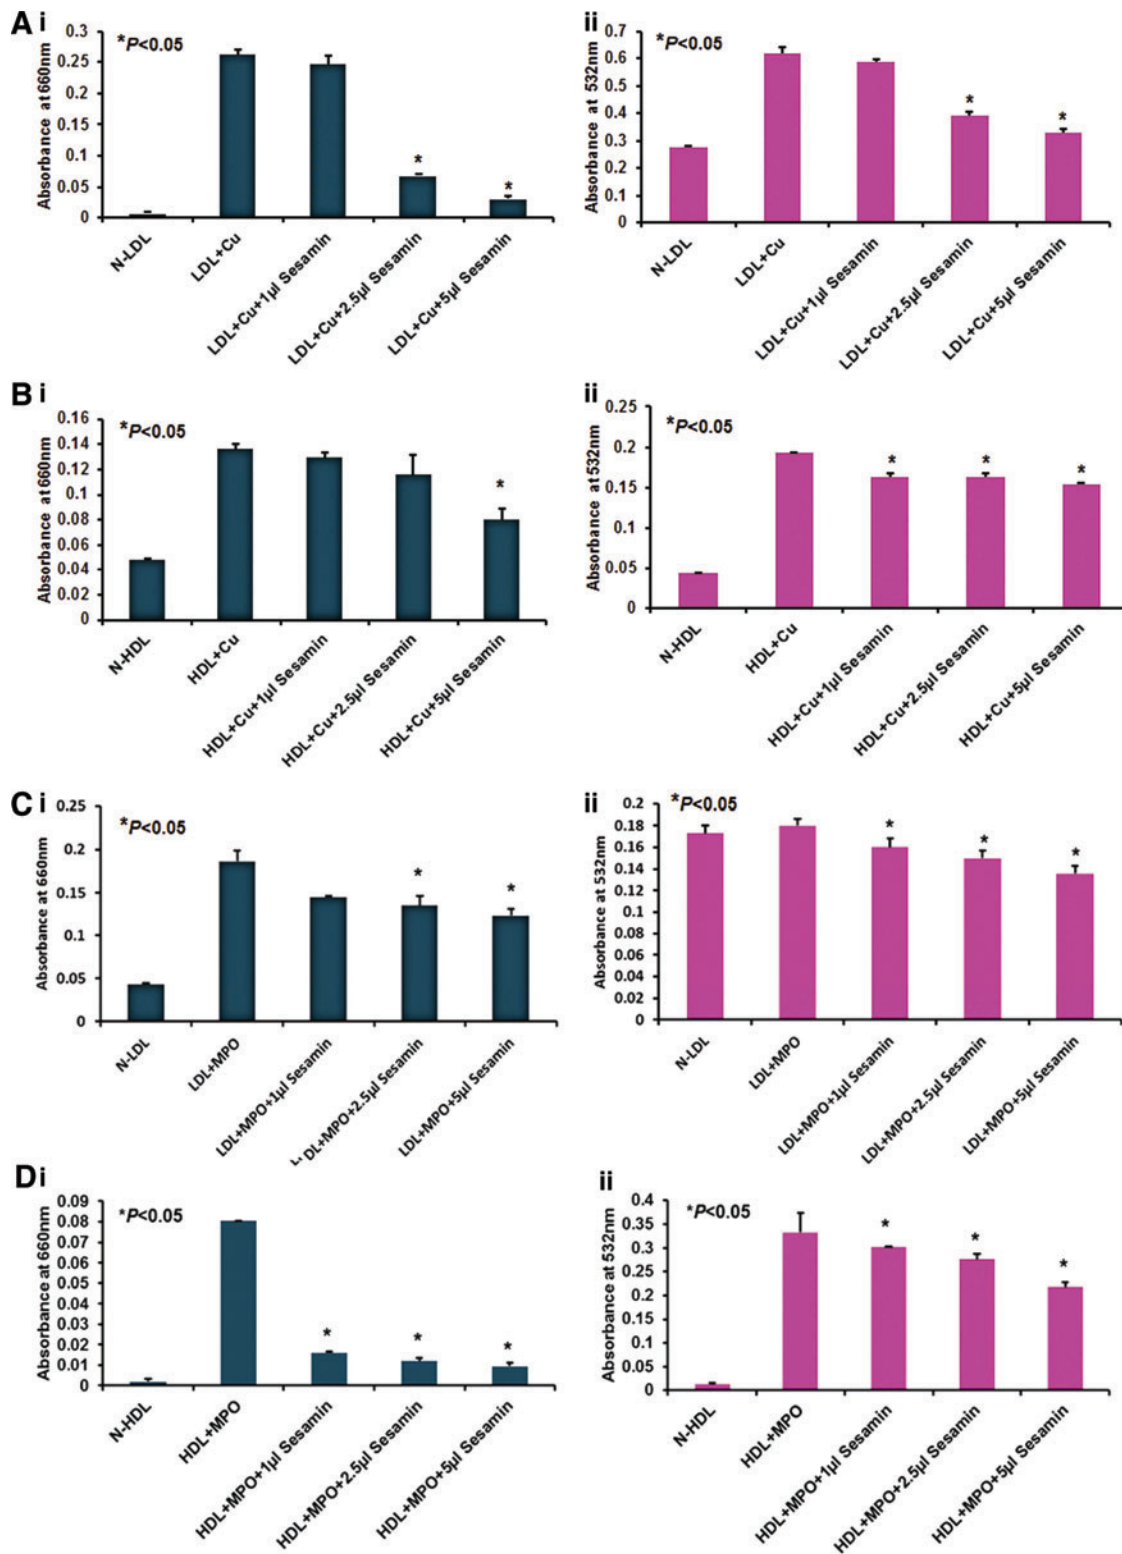 A i
*P<0.05
Absorbance at 660nm
0.3
0.25
0.2
0.15
0.1
0.05
0
*
*
N-LDL
LDL+Cu
LDL+Cu+1µl Sesamin
LDL+Cu+2.5µl Sesamin
LDL+Cu+5µl Sesamin
ii
*P<0.05
Absorbance at 532nm
0.7
0.6
0.5
0.4
0.3
0.2
0.1
0
*
*
N-LDL
LDL+Cu
LDL+Cu+1µl Sesamin
LDL+Cu+2.5µl Sesamin
LDL+Cu+5µl Sesamin
B i
*P<0.05
Absorbance at 660nm
0.16
0.14
0.12
0.1
0.08
0.06
0.04
0.02
0
*
N-HDL
HDL+Cu
HDL+Cu+1µl Sesamin
HDL+Cu+2.5µl Sesamin
HDL+Cu+5µl Sesamin
ii
*P<0.05
Absorbance at 532nm
0.25
0.2
0.15
0.1
0.05
0
*
*
*
N-HDL
HDL+Cu
HDL+Cu+1µl Sesamin
HDL+Cu+2.5µl Sesamin
HDL+Cu+5µl Sesamin
C i
*P<0.05
Absorbance at 660nm
0.25
0.2
0.15
0.1
0.05
0
*
*
N-LDL
LDL+MPO
LDL+MPO+1µl Sesamin
DL+MPO+2.5µl Sesamin
LDL+MPO+5µl Sesamin
ii
*P<0.05
Absorbance at 532nm
0.2
0.18
0.16
0.14
0.12
0.1
0.08
0.06
0.04
0.02
0
*
*
*
N-LDL
LDL+MPO
LDL+MPO+1µl Sesamin
LDL+MPO+2.5µl Sesamin
LDL+MPO+5µl Sesamin
D i
*P<0.05
Absorbance at 660nm
0.09
0.08
0.07
0.06
0.05
0.04
0.03
0.02
0.01
0
*
*
*
N-HDL
HDL+MPO
HDL+MPO+1µl Sesamin
HDL+MPO+2.5µl Sesamin
HDL+MPO+5µl Sesamin
ii
*P<0.05
Absorbance at 532nm
0.4
0.35
0.3
0.25
0.2
0.15
0.1
0.05
0
*
*
*
N-HDL
HDL+MPO
HDL+MPO+1µl Sesamin
HDL+MPO+2.5µl Sesamin
HDL+MPO+5µl Sesamin